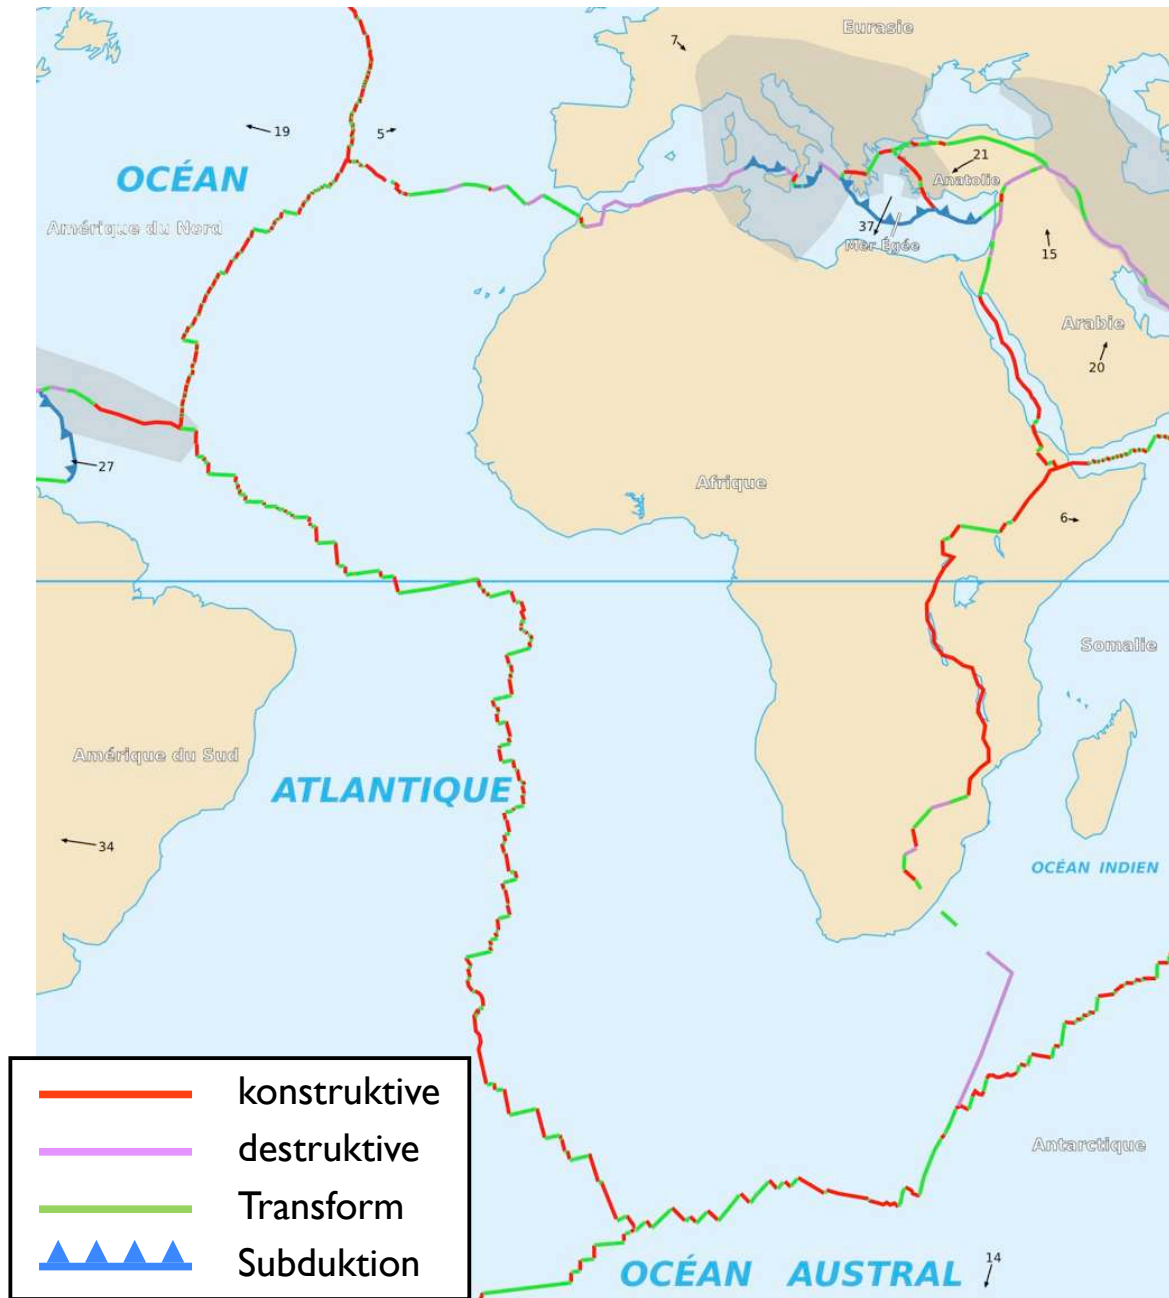 Eurasie
7
19
5
OCÉAN
21
Anatolie
Amérique du Nord
37
Mer Égée
15
Arabie
20
27
Afrique
6
Somalie
Amérique du Sud
ATLANTIQUE
34
OCÉAN INDIEN
konstruktive
destruktive
Transform
Subduktion
Antarctique
14
OCÉAN AUSTRAL